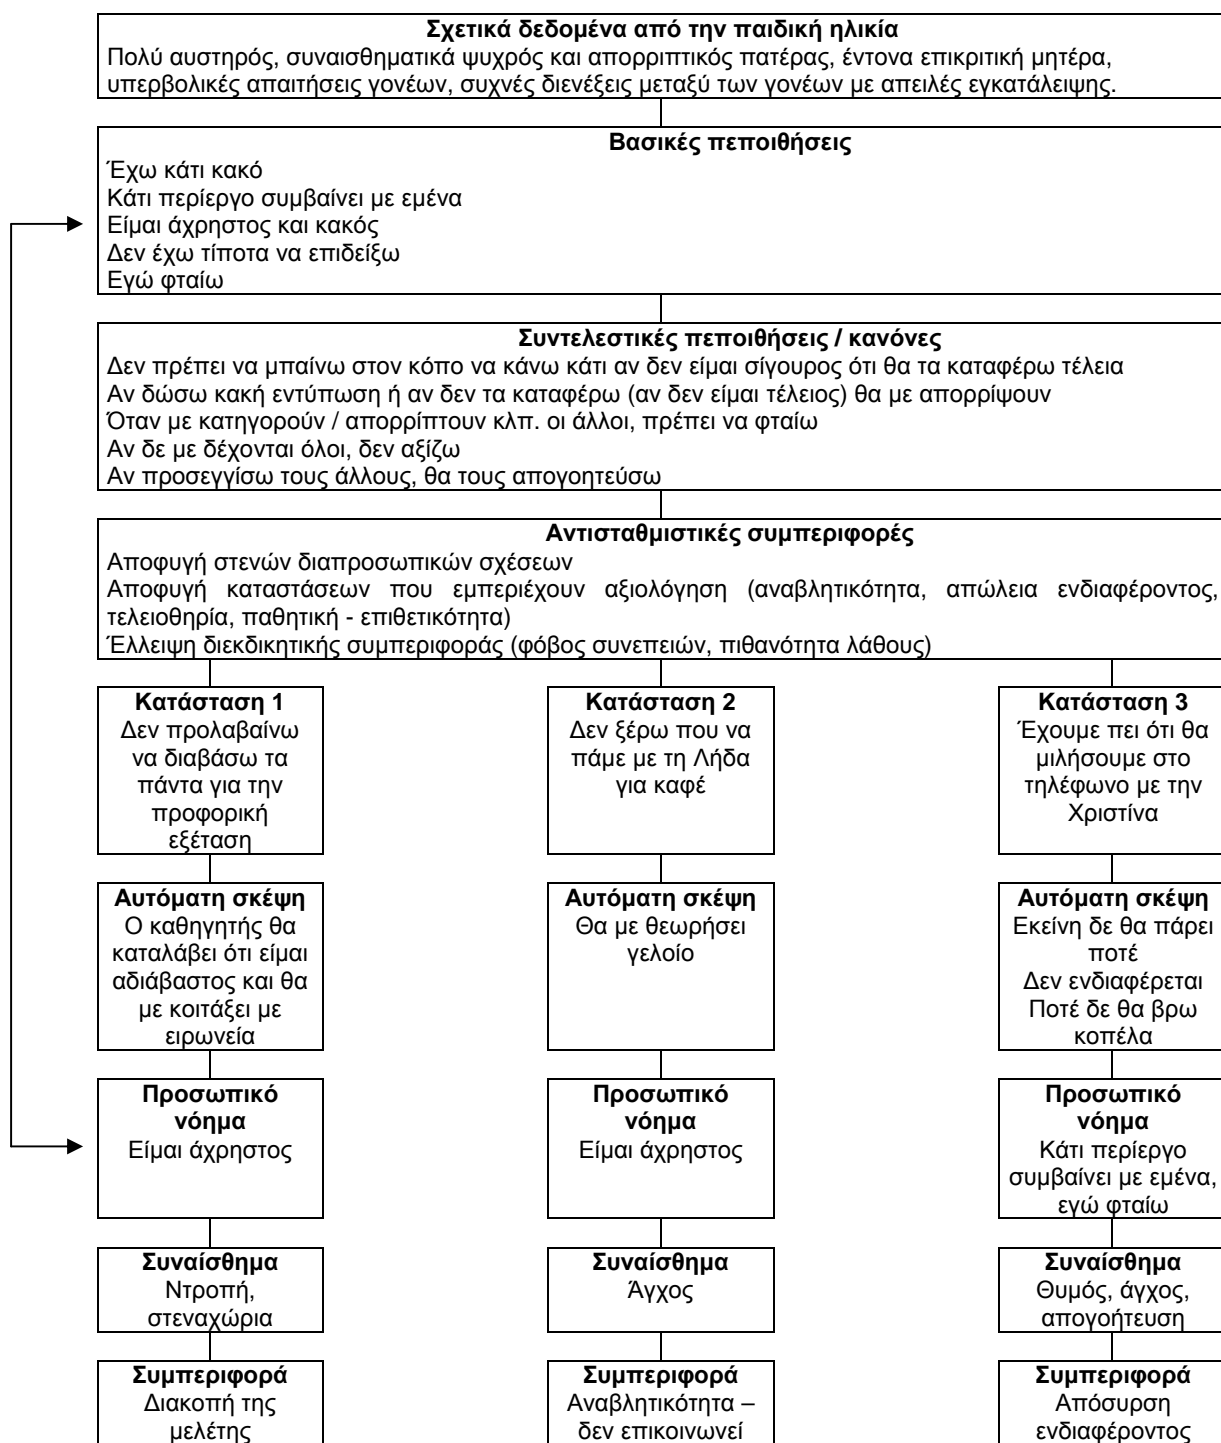 Σχετικά δεδομένα από την παιδική ηλικία
Πολύ αυστηρός, συναισθηματικά ψυχρός και απορριπτικός πατέρας, έντονα επικριτική μητέρα,
υπερβολικές απαιτήσεις γονέων, συχνές διενέξεις μεταξύ των γονέων με απειλές εγκατάλειψης.
Βασικές πεποιθήσεις
Έχω κάτι κακό
Κάτι περίεργο συμβαίνει με εμένα
Είμαι άχρηστος και κακός
Δεν έχω τίποτα να επιδείξω
Εγώ φταίω
Συντελεστικές πεποιθήσεις / κανόνες
Δεν πρέπει να μπαίνω στον κόπο να κάνω κάτι αν δεν είμαι σίγουρος ότι θα τα καταφέρω τέλεια
Αν δώσω κακή εντύπωση ή αν δεν τα καταφέρω (αν δεν είμαι τέλειος) θα με απορρίψουν
Όταν με κατηγορούν / απορρίπτουν κλπ. οι άλλοι, πρέπει να φταίω
Αν δε με δέχονται όλοι, δεν αξίζω
Αν προσεγγίσω τους άλλους, θα τους απογοητεύσω
Αντισταθμιστικές συμπεριφορές
Αποφυγή στενών διαπροσωπικών σχέσεων
Αποφυγή καταστάσεων που εμπεριέχουν αξιολόγηση (αναβλητικότητα, απώλεια ενδιαφέροντος,
τελειοθηρία, παθητική - επιθετικότητα)
Έλλειψη διεκδικητικής συμπεριφοράς (φόβος συνεπειών, πιθανότητα λάθους)
Κατάσταση 1
Δεν προλαβαίνω
να διαβάσω τα
πάντα για την
προφορική
εξέταση
Κατάσταση 2
Δεν ξέρω που να
πάμε με τη Λήδα
για καφέ
Κατάσταση 3
Έχουμε πει ότι θα
μιλήσουμε στο
τηλέφωνο με την
Χριστίνα
Αυτόματη σκέψη
Ο καθηγητής θα
καταλάβει ότι είμαι
αδιάβαστος και θα
με κοιτάξει με
ειρωνεία
Αυτόματη σκέψη
Θα με θεωρήσει
γελοίο
Αυτόματη σκέψη
Εκείνη δε θα πάρει
ποτέ
Δεν ενδιαφέρεται
Ποτέ δε θα βρω
κοπέλα
Προσωπικό
νόημα
Είμαι άχρηστος
Προσωπικό
νόημα
Είμαι άχρηστος
Προσωπικό
νόημα
Κάτι περίεργο
συμβαίνει με εμένα,
εγώ φταίω
Συναίσθημα
Ντροπή,
στεναχώρια
Συναίσθημα
Άγχος
Συναίσθημα
Θυμός, άγχος,
απογοήτευση
Συμπεριφορά
Διακοπή της
μελέτης
Συμπεριφορά
Αναβλητικότητα –
δεν επικοινωνεί
Συμπεριφορά
Απόσυρση
ενδιαφέροντος